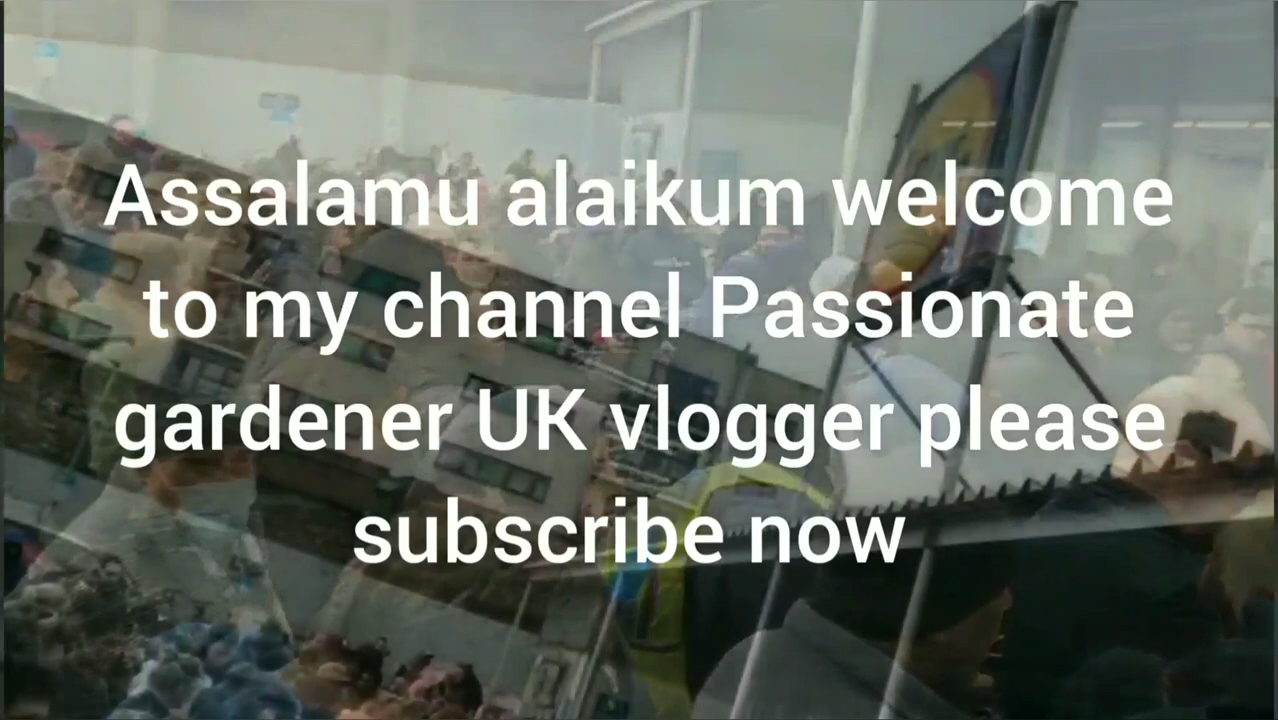 Assalamu alaikum welcome
to my channel Passionate
gardener UK vlogger please
subscribe now